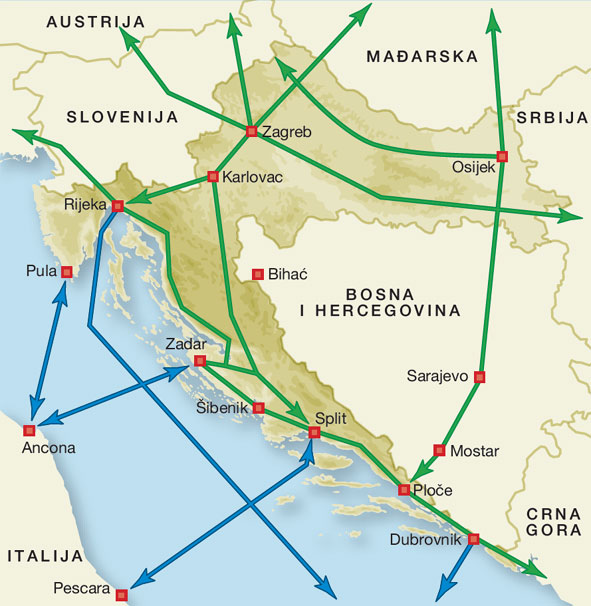 AUSTRIJA
MAĐARSKA
SLOVENIJA
SRBIJA
Zagreb
Osijek
Karlovac
Rijeka
Pula
Bihać
BOSNA
I HERCEGOVINA
Zadar
Sarajevo
Šibenik
Split
Ancona
Mostar
Ploče
CRNA
GORA
Dubrovnik
ITALIJA
Pescara